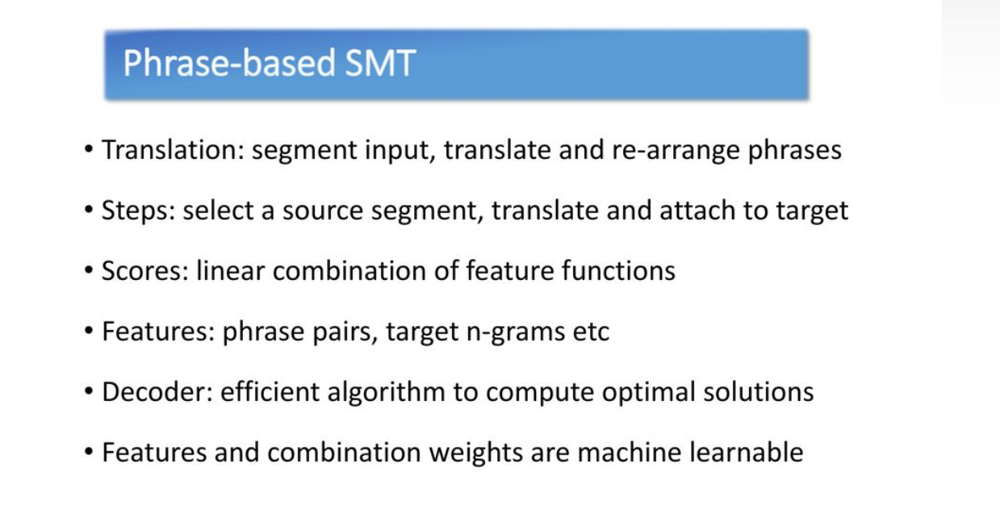 Phrase-based SMT
• Translation: segment input, translate and re-arrange phrases
• Steps: select a source segment, translate and attach to target
• Scores: linear combination of feature functions
• Features: phrase pairs, target n-grams etc
• Decoder: efficient algorithm to compute optimal solutions
• Features and combination weights are machine learnable